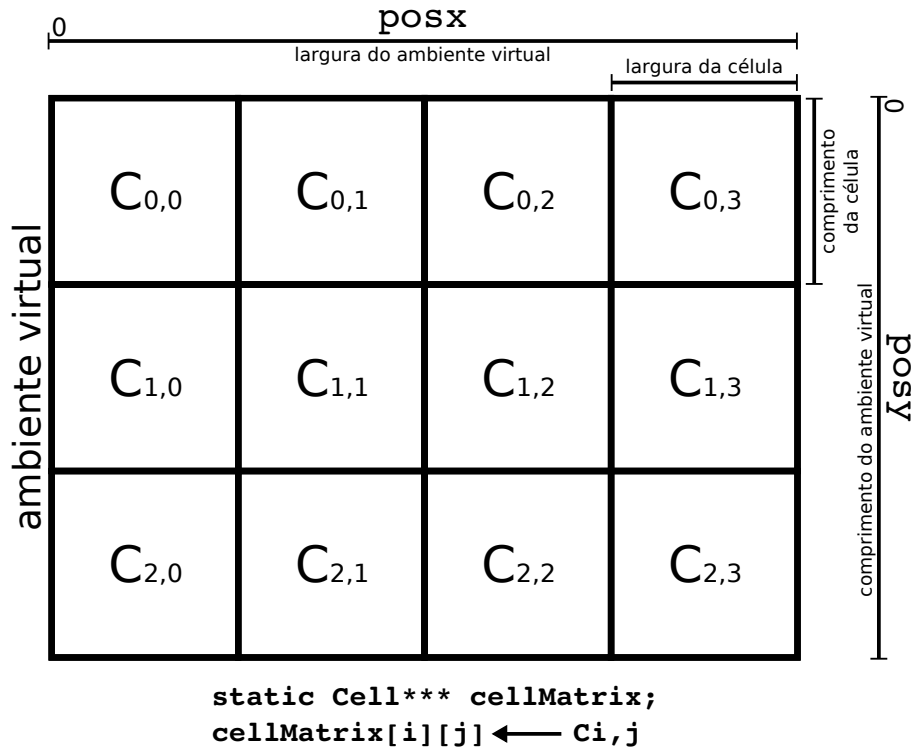 0
posx
largura do ambiente virtual
largura da célula
0
comprimento
da célula
C0,0 C0,1 C0,2 C0,3
ambiente virtual
C1,0 C1,1 C1,2 C1,3
comprimento do ambiente virtual
posy
C2,0 C2,1 C2,2 C2,3
static Cell*** cellMatrix;
cellMatrix[i][j] ← Ci,j